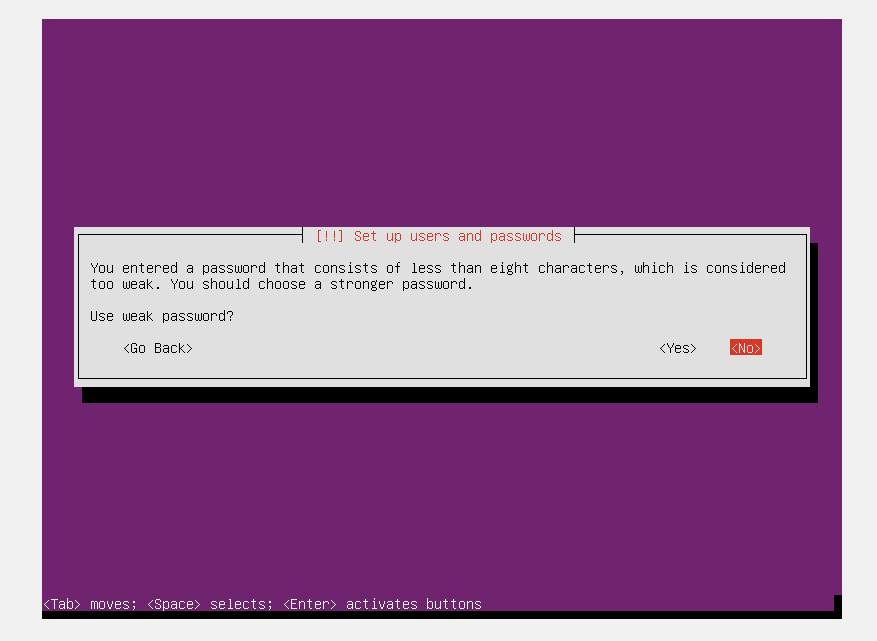 [!!] Set up users and passwords
You entered a password that consists of less than eight characters, which is considered
too weak. You should choose a stronger password.
Use weak password?
<Go Back> <Yes> <No>
<Tab> moves; <Space> selects; <Enter> activates buttons